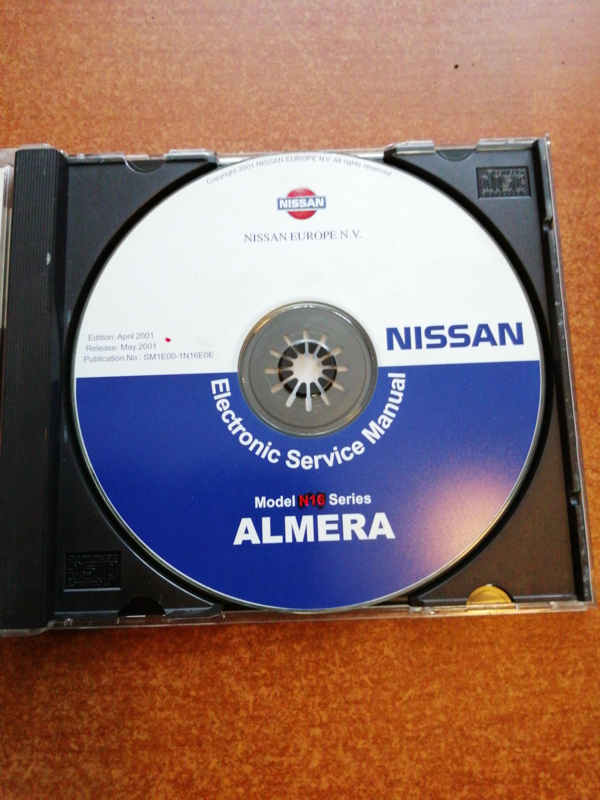 Copyright 2001 NISSAN EUROPE N.V. All rights reserved.
NISSAN
NISSAN EUROPE N.V.
NISSAN
Edition: April 2001
Release: May 2001
Publication No.: SM1E00-1N16E0E
Electronic Service Manual
Model N16 Series
ALMERA